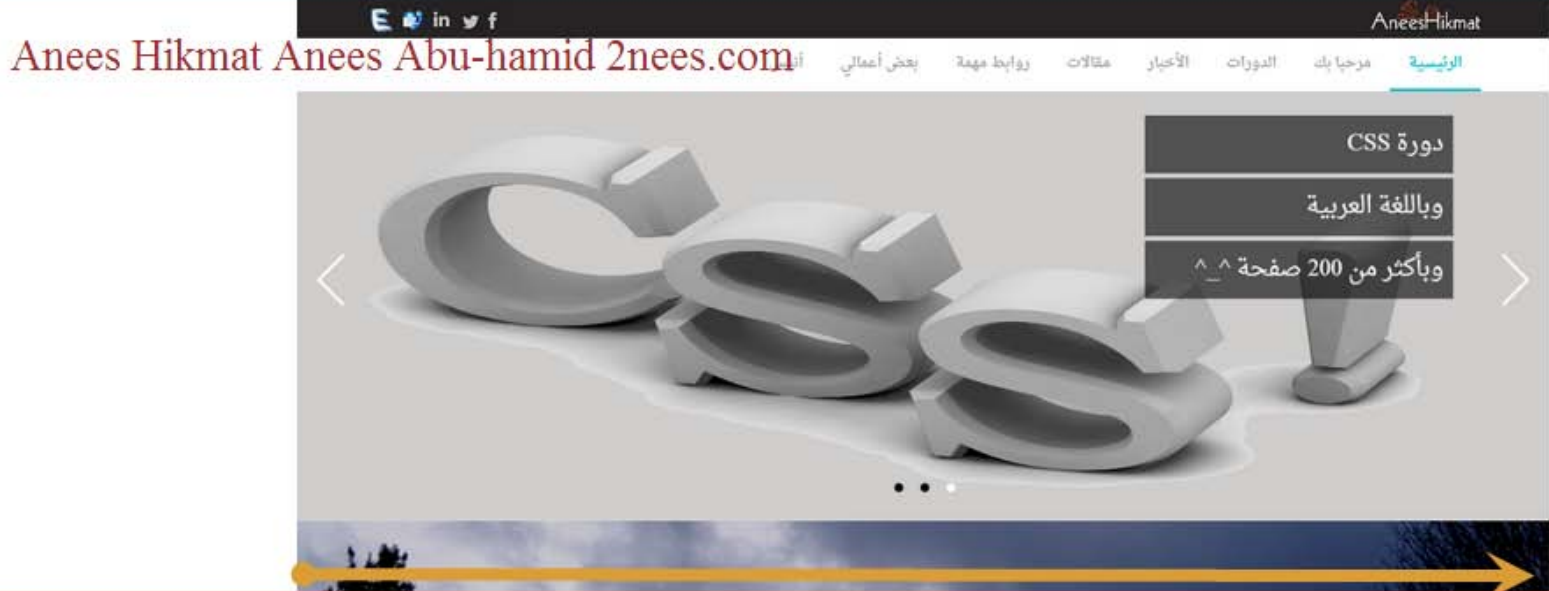 AneesHikmat
Anees Hikmat Anees Abu-hamid 2nees.com
الرئيسية
مرحبا بك
الدورات
الأخبار
مقالات
روابط مهمة
بعض أعمالي
CSS!
دورة CSS
وباللغة العربية
وبأكثر من 200 صفحة ^_^